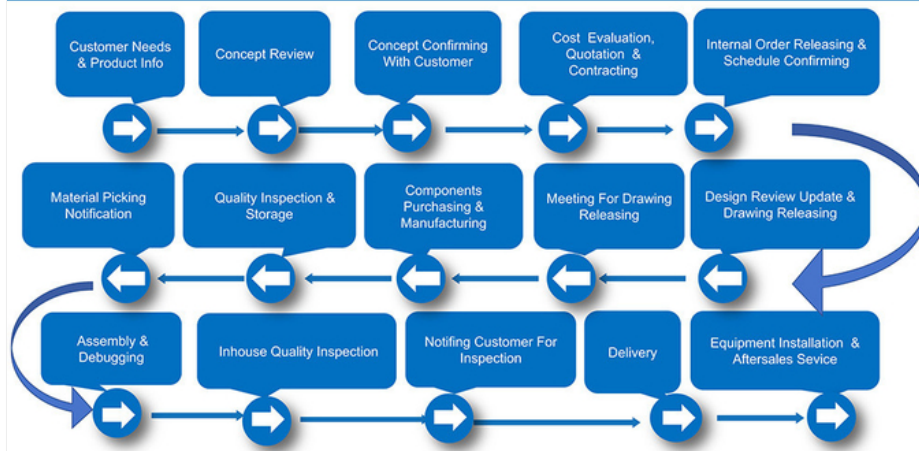 Customer Needs
& Product Info
Concept Review
Concept Confirming
With Customer
Cost Evaluation,
Quotation &
Contracting
Internal Order Releasing &
Schedule Confirming
Material Picking
Notification
Quality Inspection &
Storage
Components
Purchasing &
Manufacturing
Meeting For Drawing
Releasing
Design Review Update &
Drawing Releasing
Assembly &
Debugging
Inhouse Quality Inspection
Notifing Customer For
Inspection
Delivery
Equipment Installation &
Aftersales Sevice